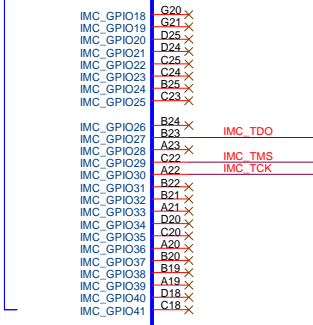 IMC_GPIO18 G20
IMC_GPIO19 G21
IMC_GPIO20 D25
IMC_GPIO21 D24
IMC_GPIO22 C25
IMC_GPIO23 C24
IMC_GPIO24 B25
IMC_GPIO25 C23
IMC_GPIO26 B24
IMC_GPIO27 B23 IMC_TDO
IMC_GPIO28 A23
IMC_GPIO29 C22 IMC_TMS
IMC_GPIO30 A22 IMC_TCK
IMC_GPIO31 B22
IMC_GPIO32 B21
IMC_GPIO33 A21
IMC_GPIO34 D20
IMC_GPIO35 C20
IMC_GPIO36 A20
IMC_GPIO37 B20
IMC_GPIO38 B19
IMC_GPIO39 A19
IMC_GPIO40 D18
IMC_GPIO41 C18